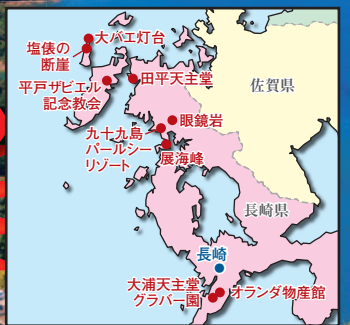 大バエ灯台
塩俵の
断崖
田平天主堂
平戸ザビエル
記念教会
佐賀県
眼鏡岩
九十九島
パールシー
リゾート
展海峰
長崎県
長崎
大浦天主堂
グラバー園
オランダ物産館